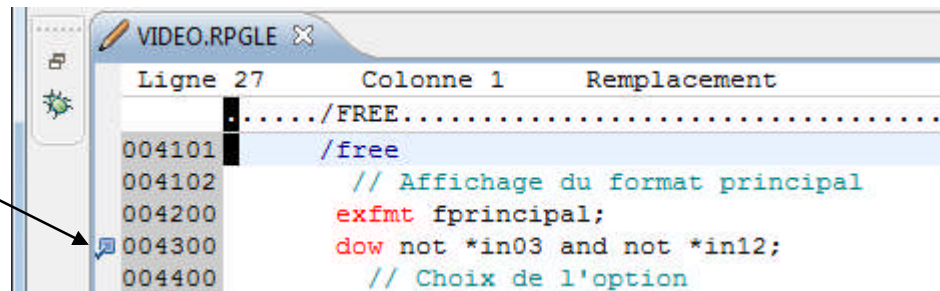 VIDEO.RPGLE
Ligne 27 Colonne 1 Remplacement
....../FREE..................................
004101 /free
004102 // Affichage du format principal
004200 exfmt fprincipal;
004300 dow not *in03 and not *in12;
004400 // Choix de l'option